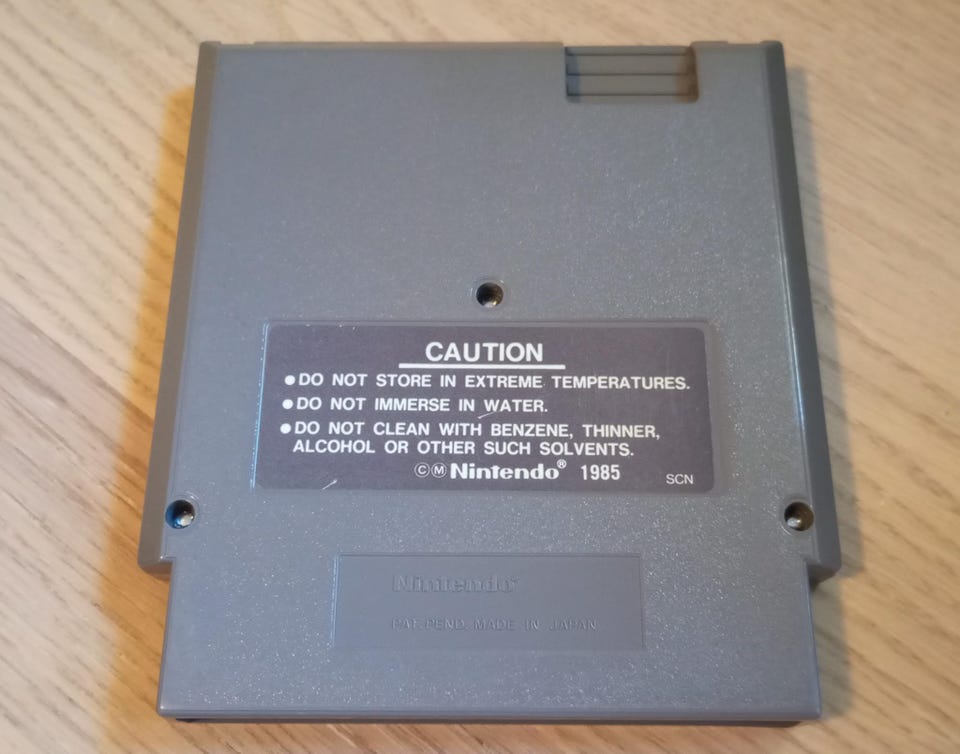 CAUTION
●DO NOT STORE IN EXTREME TEMPERATURES.
●DO NOT IMMERSE IN WATER.
●DO NOT CLEAN WITH BENZENE, THINNER,
ALCOHOL OR OTHER SUCH SOLVENTS.
ⒸⓂ Nintendo® 1985 SCN
Nintendo®
PAT. PEND. MADE IN JAPAN